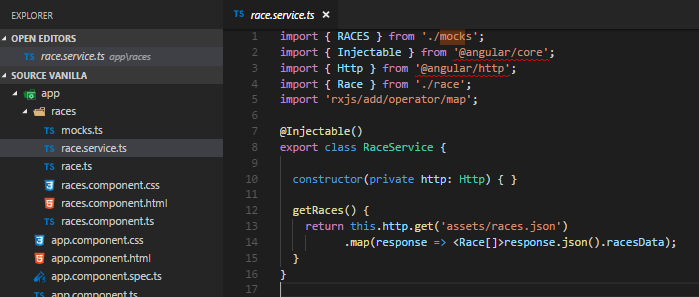 EXPLORER
OPEN EDITORS
TS race.service.ts app\races
SOURCE VANILLA
app
races
TS mocks.ts
TS race.service.ts
TS race.ts
races.component.css
races.component.html
TS races.component.ts
app.component.css
app.component.html
app.component.spec.ts
TS app.component.ts
TS race.service.ts ×
1 import { RACES } from './mocks';
2 import { Injectable } from '@angular/core';
3 import { Http } from '@angular/http';
4 import { Race } from './race';
5 import 'rxjs/add/operator/map';
6
7 @Injectable()
8 export class RaceService {
9
10 constructor(private http: Http) { }
11
12 getRaces() {
13 return this.http.get('assets/races.json')
14 .map(response => <Race[]>response.json().racesData);
15 }
16 }
17